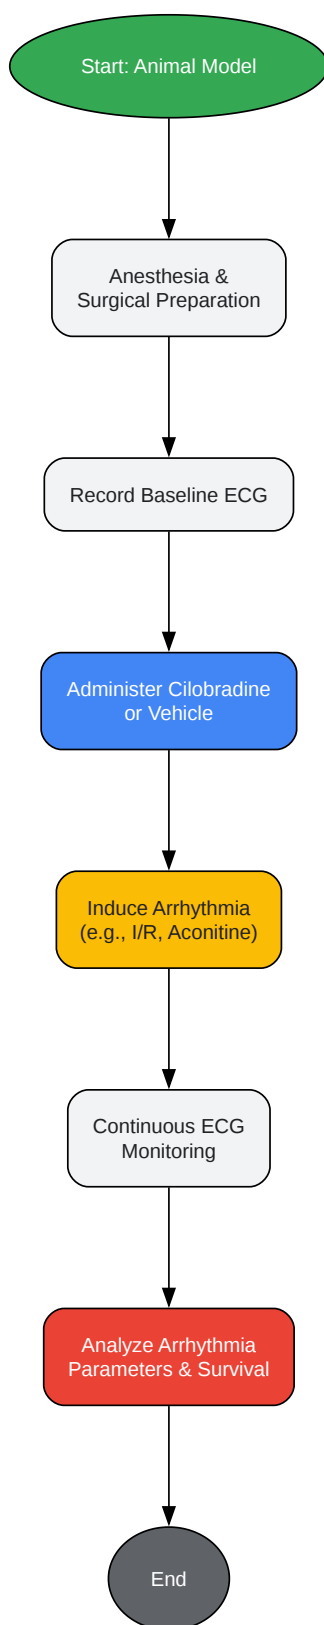 Start: Animal Model
Anesthesia &
Surgical Preparation
Record Baseline ECG
Administer Cilobradine
or Vehicle
Induce Arrhythmia
(e.g., I/R, Aconitine)
Continuous ECG
Monitoring
Analyze Arrhythmia
Parameters & Survival
End